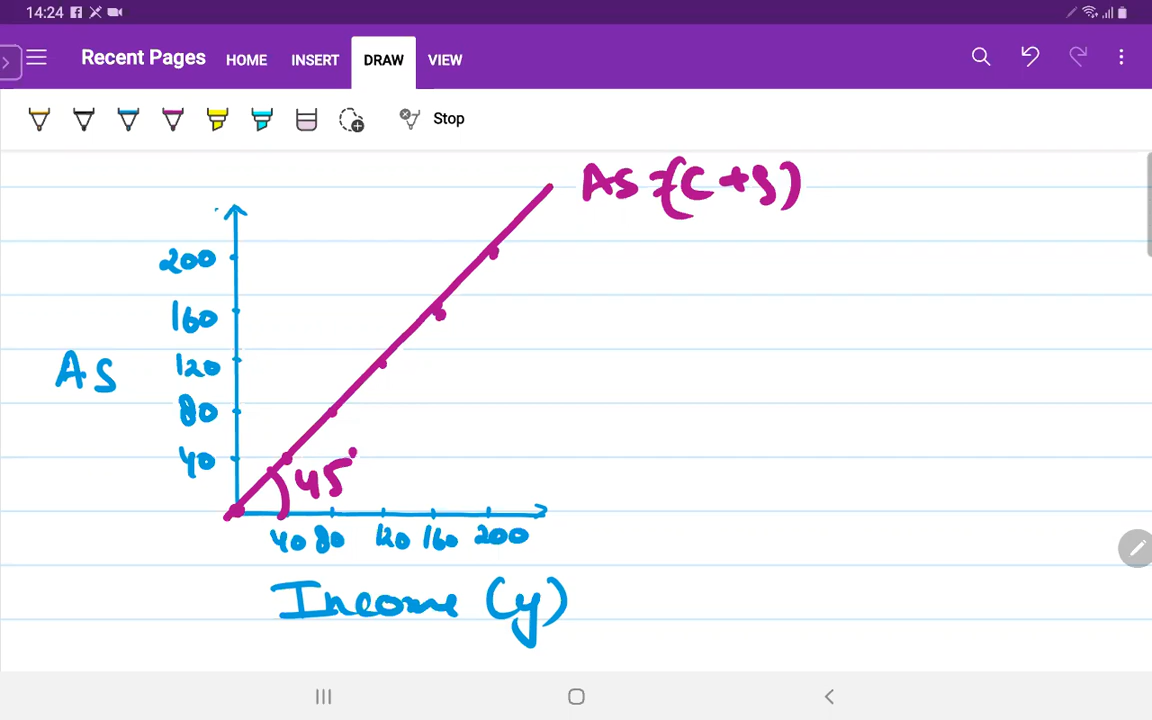 14:24
Recent Pages HOME INSERT DRAW VIEW
Stop
AS = (C + S)
200
160
120
AS
80
40
45°
40 80 120 160 200
Income (y)